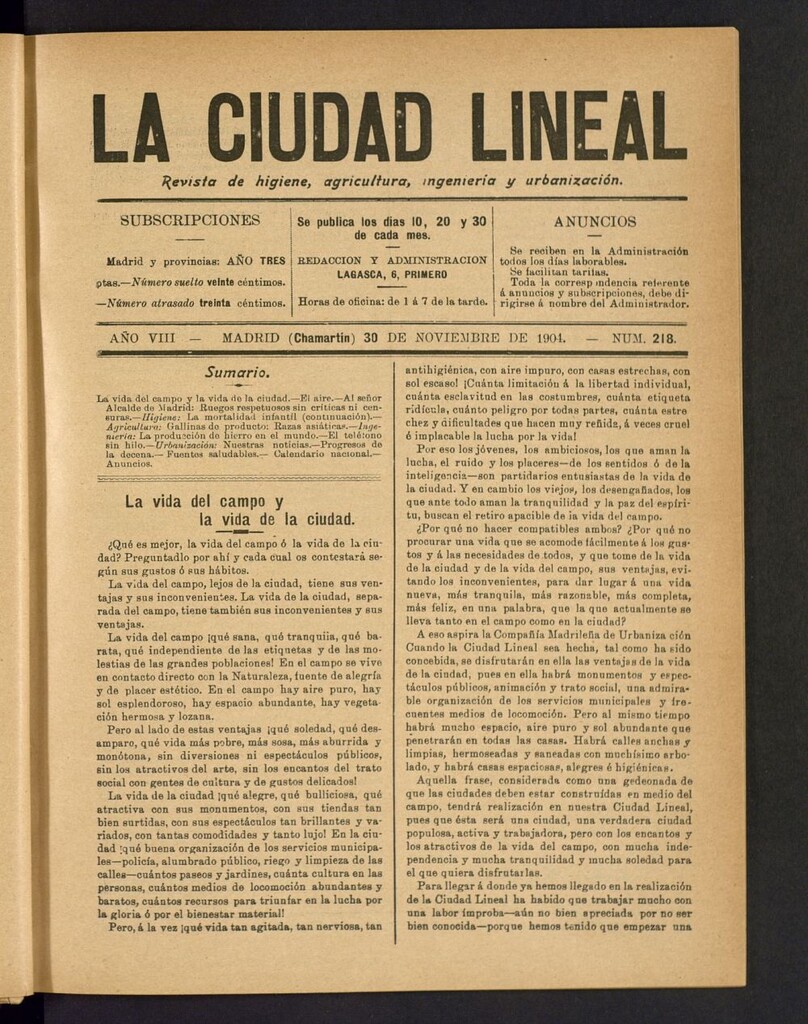 LA CIUDAD LINEAL
Revista de higiene, agricultura, ingeniería y urbanización.
SUBSCRIPCIONES
Madrid y provincias: AÑO TRES
ptas.—Número suelto veinte céntimos.
—Número atrasado treinta céntimos.
Se publica los días 10, 20 y 30
de cada mes.
REDACCION Y ADMINISTRACION
LAGASCA, 6, PRIMERO
Horas de oficina: de 1 á 7 de la tarde.
ANUNCIOS
Se reciben en la Administración
todos los días laborables.
Se facilitan tarifas.
Toda la correspondencia referente
á anuncios y subscripciones, debe di-
rigirse á nombre del Administrador.
AÑO VIII — MADRID (Chamartin) 30 DE NOVIEMBRE DE 1904. — NUM. 218.
Sumario.
La vida del campo y la vida de la ciudad.—El aire.—Al señor
Alcalde de Madrid: Ruegos respetuosos sin críticas ni cen-
suras.—Higiene: La mortalidad infantil (continuación).—
Agricultura: Gallinas de producto: Razas asiáticas.—Inge-
nieria: La producción de hierro en el mundo.—El teléfono
sin hilo.—Urbanización: Nuestras noticias.—Progresos de
la decena.— Fuentes saludables.— Calendario nacional.—
Anuncios.
La vida del campo y
la vida de la ciudad.
¿Qué es mejor, la vida del campo ó la vida de la ciu-
dad? Preguntadlo por ahí y cada cual os contestará se-
gún sus gustos ó sus hábitos.
La vida del campo, lejos de la ciudad, tiene sus ven-
tajas y sus inconvenientes. La vida de la ciudad, sepa-
rada del campo, tiene también sus inconvenientes y sus
ventajas.
La vida del campo ¡qué sana, qué tranquila, qué ba-
rata, qué independiente de las etiquetas y de las mo-
lestias de las grandes poblaciones! En el campo se vive
en contacto directo con la Naturaleza, fuente de alegría
y de placer estético. En el campo hay aire puro, hay
sol esplendoroso, hay espacio abundante, hay vegeta-
ción hermosa y lozana.
Pero al lado de estas ventajas ¡qué soledad, qué des-
amparo, qué vida más pobre, más sosa, más aburrida y
monótona, sin diversiones ni espectáculos públicos,
sin los atractivos del arte, sin los encantos del trato
social con gentes de cultura y de gustos delicados!
La vida de la ciudad ¡qué alegre, qué bulliciosa, qué
atractiva con sus monumentos, con sus tiendas tan
bien surtidas, con sus espectáculos tan brillantes y va-
riados, con tantas comodidades y tanto lujo! En la ciu-
dad ¡qué buena organización de los servicios municipa-
les—policía, alumbrado público, riego y limpieza de las
calles—cuántos paseos y jardines, cuánta cultura en las
personas, cuántos medios de locomoción abundantes y
baratos, cuántos recursos para triunfar en la lucha por
la gloria ó por el bienestar material!
Pero, á la vez ¡qué vida tan agitada, tan nerviosa, tan
antihigiénica, con aire impuro, con casas estrechas, con
sol escaso! ¡Cuánta limitación á la libertad individual,
cuánta esclavitud en las costumbres, cuánta etiqueta
ridícula, cuánto peligro por todas partes, cuánta estre
chez y dificultades que hacen muy reñida, á veces cruel
é implacable la lucha por la vida!
Por eso los jóvenes, los ambiciosos, los que aman la
lucha, el ruido y los placeres—de los sentidos ó de la
inteligencia—son partidarios entusiastas de la vida de
la ciudad. Y en cambio los viejos, los desengañados, los
que ante todo aman la tranquilidad y la paz del espíri-
tu, buscan el retiro apacible de la vida del campo.
¿Por qué no hacer compatibles ambos? ¿Por qué no
procurar una vida que se acomode fácilmente á los gus-
tos y á las necesidades de todos, y que tome de la vida
de la ciudad y de la vida del campo, sus ventajas, evi-
tando los inconvenientes, para dar lugar á una vida
nueva, más tranquila, más razonable, más completa,
más feliz, en una palabra, que la que actualmente se
lleva tanto en el campo como en la ciudad?
A eso aspira la Compañía Madrileña de Urbaniza ción
Cuando la Ciudad Lineal sea hecha, tal como ha sido
concebida, se disfrutarán en ella las ventajas de la vida
de la ciudad, pues en ella habrá monumentos y espec-
táculos públicos, animación y trato social, una admira-
ble organización de los servicios municipales y fre-
cuentes medios de locomoción. Pero al mismo tiempo
habrá mucho espacio, aire puro y sol abundante que
penetrarán en todas las casas. Habrá calles anchas y
limpias, hermoseadas y saneadas con muchísimo arbo-
lado, y habrá casas espaciosas, alegres é higiénicas.
Aquella frase, considerada como una gedeonada de
que las ciudades deben estar construídas en medio del
campo, tendrá realización en nuestra Ciudad Lineal,
pues que ésta será una ciudad, una verdadera ciudad
populosa, activa y trabajadora, pero con los encantos y
los atractivos de la vida del campo, con mucha inde-
pendencia y mucha tranquilidad y mucha soledad para
el que quiera disfrutarlas.
Para llegar á donde ya hemos llegado en la realización
de la Ciudad Lineal ha habido que trabajar mucho con
una labor ímproba—aún no bien apreciada por no ser
bien conocida—porque hemos tenido que empezar una